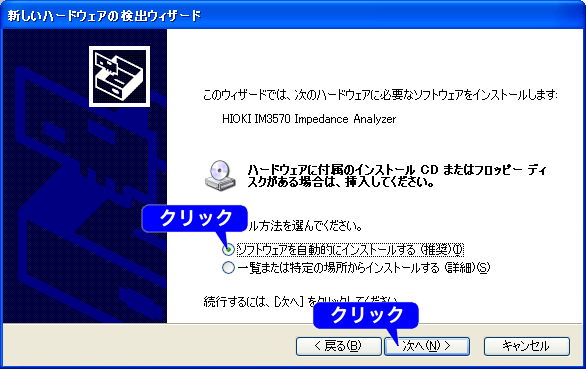 新しいハードウェアの検出ウィザード
このウィザードでは、次のハードウェアに必要なソフトウェアをインストールします:
HIOKI IM3570 Impedance Analyzer
ハードウェアに付属のインストール CD またはフロッピー ディ
スクがある場合は、挿入してください。
クリック
ル方法を選んでください。
ソフトウェアを自動的にインストールする (推奨)(I)
一覧または特定の場所からインストールする (詳細)(S)
続行するには、[次へ] をクリックしてください。
クリック
< 戻る(B)
次へ(N) >
キャンセル